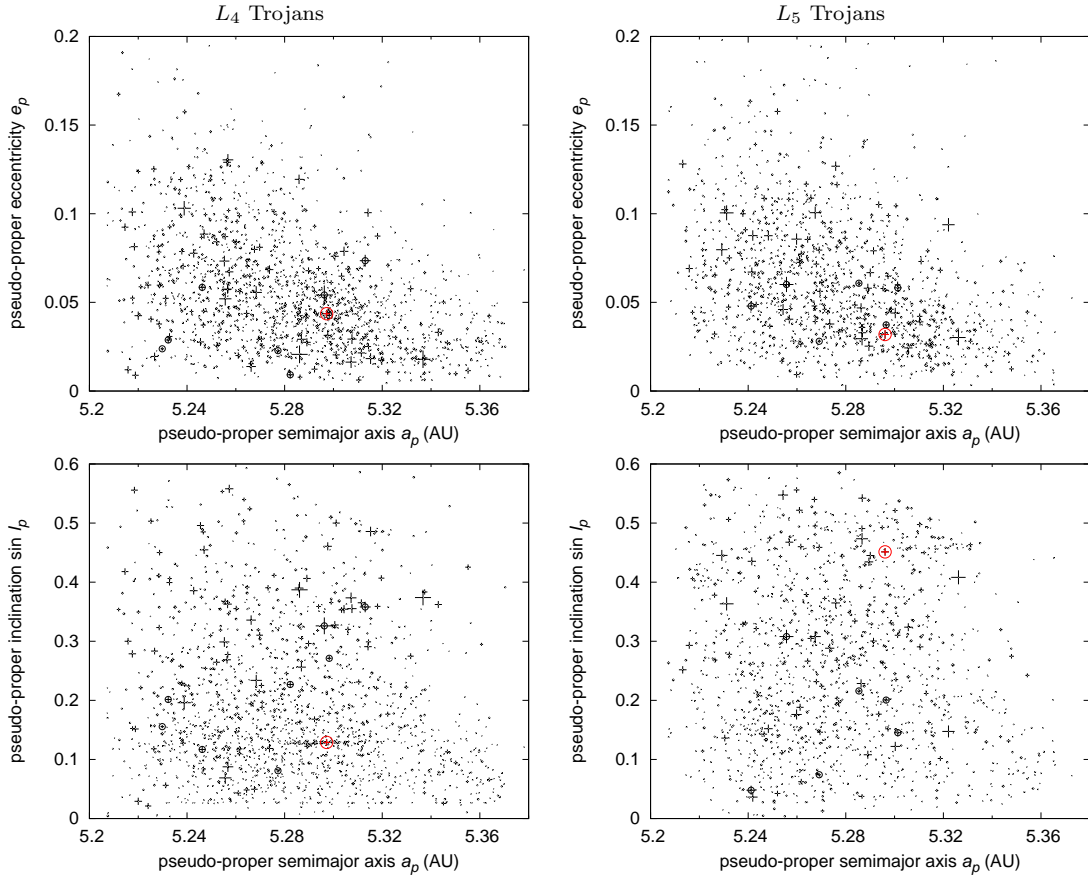 L4 Trojans
L5 Trojans
0.2
0.15
0.1
0.05
0
pseudo-proper eccentricity ep
5.2 5.24 5.28 5.32 5.36
pseudo-proper semimajor axis ap (AU)
0.2
0.15
0.1
0.05
0
pseudo-proper eccentricity ep
5.2 5.24 5.28 5.32 5.36
pseudo-proper semimajor axis ap (AU)
0.6
0.5
0.4
0.3
0.2
0.1
0
pseudo-proper inclination sin Ip
5.2 5.24 5.28 5.32 5.36
pseudo-proper semimajor axis ap (AU)
0.6
0.5
0.4
0.3
0.2
0.1
0
pseudo-proper inclination sin Ip
5.2 5.24 5.28 5.32 5.36
pseudo-proper semimajor axis ap (AU)